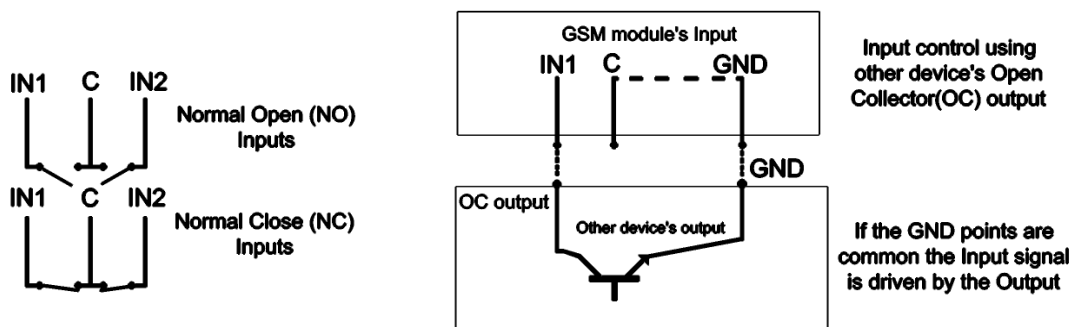 IN1 C IN2
Normal Open (NO)
Inputs
IN1 C IN2
Normal Close (NC)
Inputs
GSM module's Input
IN1 C GND
GND
OC output
Other device's output
Input control using
other device's Open
Collector(OC) output
If the GND points are
common the Input signal
is driven by the Output